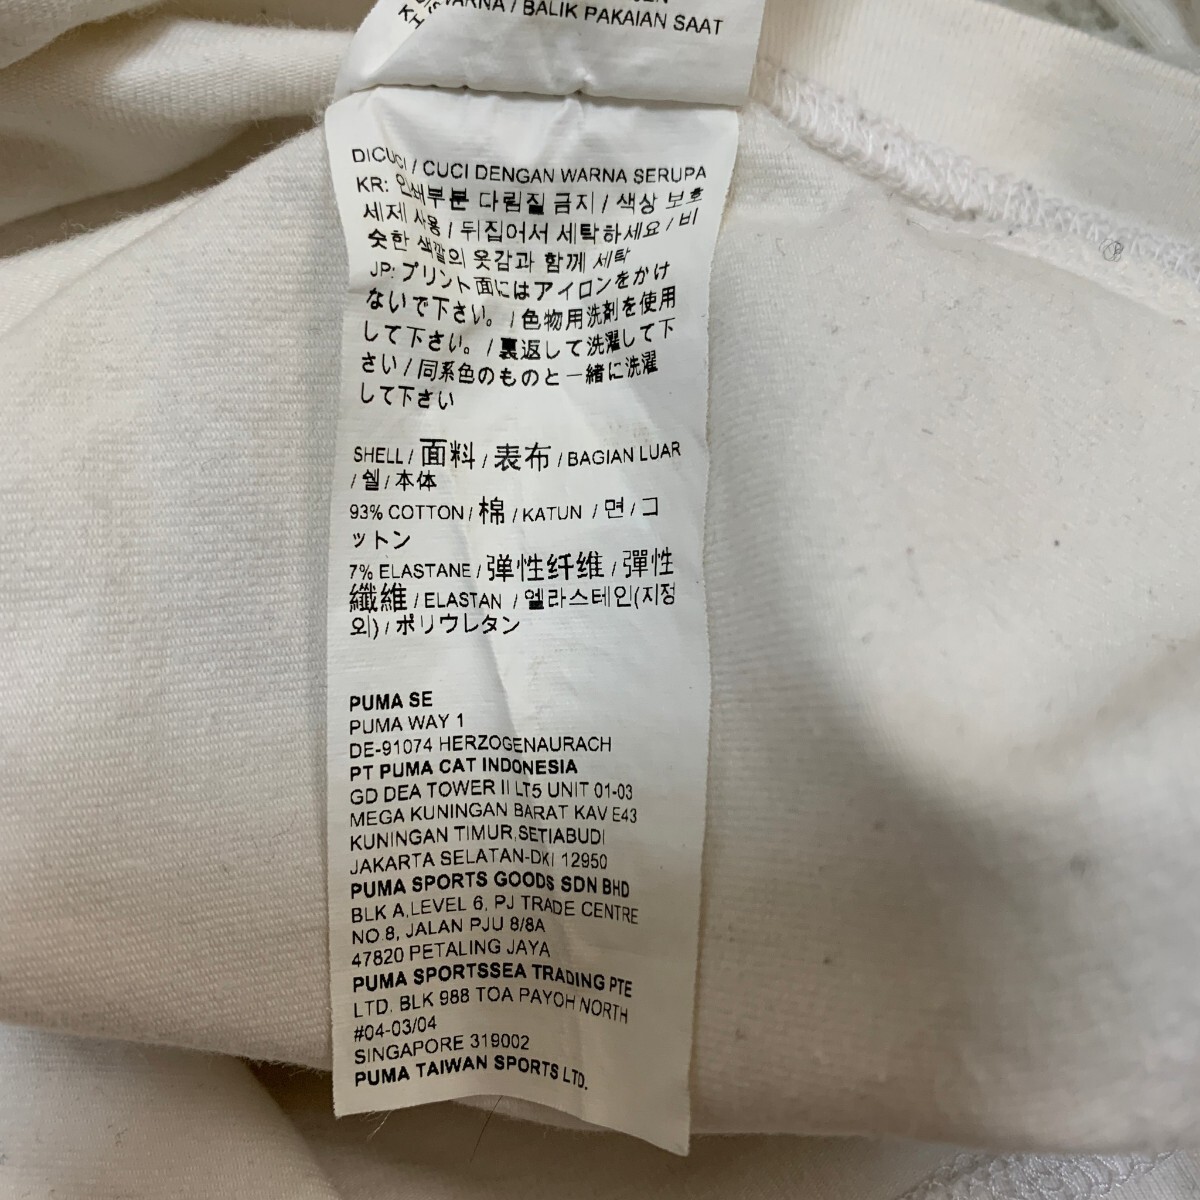 WARNA / BALIK PAKAIAN SAAT
DICUCI / CUCI DENGAN WARNA SERUPA
KR: 인쇄부분 다림질 금지 / 색상 보호
세제 사용 / 뒤집어서 세탁하세요 / 비
슷한 색깔의 옷감과 함께 세탁
JP: プリント面にはアイロンをかけ
ないで下さい。/ 色物用洗剤を使用
して下さい。/ 裏返して洗濯して下
さい / 同系色のものと一緒に洗濯
して下さい
SHELL / 面料 / 表布 / BAGIAN LUAR
/ 쉘 / 本体
93% COTTON / 棉 / KATUN / 면 / コ
ットン
7% ELASTANE / 弹性纤维 / 彈性
纖維 / ELASTAN / 엘라스테인(지정
외) / ポリウレタン
PUMA SE
PUMA WAY 1
DE-91074 HERZOGENAURACH
PT PUMA CAT INDONESIA
GD DEA TOWER II LT5 UNIT 01-03
MEGA KUNINGAN BARAT KAV E43
KUNINGAN TIMUR,SETIABUDI
JAKARTA SELATAN-DKI 12950
PUMA SPORTS GOODS SDN BHD
BLK A,LEVEL 6, PJ TRADE CENTRE
NO.8, JALAN PJU 8/8A
47820 PETALING JAYA
PUMA SPORTSSEA TRADING PTE
LTD. BLK 988 TOA PAYOH NORTH
#04-03/04
SINGAPORE 319002
PUMA TAIWAN SPORTS LTD.